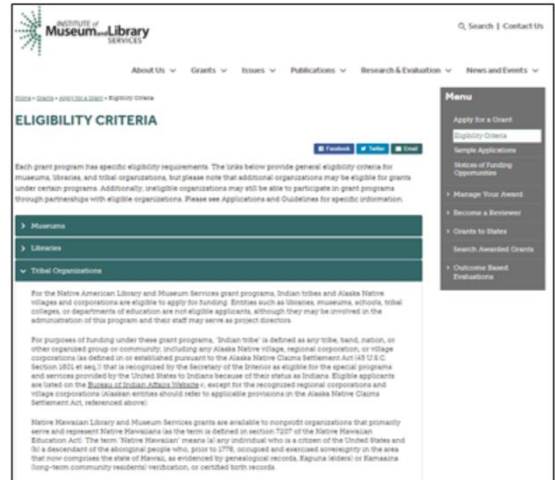 INSTITUTE of
Museum and Library
SERVICES
Search | Contact Us
About Us
Grants
Issues
Publications
Research & Evaluation
News and Events
Home » Grants » Apply for a Grant » Eligibility Criteria
ELIGIBILITY CRITERIA
Facebook
Twitter
Email
Each grant program has specific eligibility requirements. The links below provide general eligibility criteria for
museums, libraries, and tribal organizations, but please note that additional organizations may be eligible for grants
under certain programs. Additionally, ineligible organizations may still be able to participate in grant programs
through partnerships with eligible organizations. Please see Applications and Guidelines for specific information.
> Museums
> Libraries
Tribal Organizations
For the Native American Library and Museum Services grant programs, Indian tribes and Alaska Native
villages and corporations are eligible to apply for funding. Entities such as libraries, museums, schools, tribal
colleges, or departments of education are not eligible applicants, although they may be involved in the
administration of this program and their staff may serve as project directors.
For purposes of funding under these grant programs, "Indian tribe" is defined as any tribe, band, nation, or
other organized group or community, including any Alaska Native village, regional corporation, or village
corporations (as defined in or established pursuant to the Alaska Native Claims Settlement Act (43 U.S.C.
Section 1601 et seq.)) that is recognized by the Secretary of the Interior as eligible for the special programs
and services provided by the United States to Indians because of their status as Indians. Eligible applicants
are listed on the Bureau of Indian Affairs Website, except for the recognized regional corporations and
village corporations (Alaskan entities should refer to applicable provisions in the Alaska Native Claims
Settlement Act, referenced above).
Native Hawaiian Library and Museum Services grants are available to nonprofit organizations that primarily
serve and represent Native Hawaiians (as the term is defined in section 7207 of the Native Hawaiian
Education Act). The term "Native Hawaiian" means (a) any individual who is a citizen of the United States and
(b) a descendant of the aboriginal people who, prior to 1778, occupied and exercised sovereignty in the area
that now comprises the state of Hawaii, as evidenced by genealogical records, Kapuna (elders) or Kamaaina
(long-term community residents) verification, or certified birth records.
Menu
Apply for a Grant
Eligibility Criteria
Sample Applications
Notices of Funding
Opportunities
> Manage Your Award
> Become a Reviewer
> Grants to States
Search Awarded Grants
> Outcome Based
Evaluations